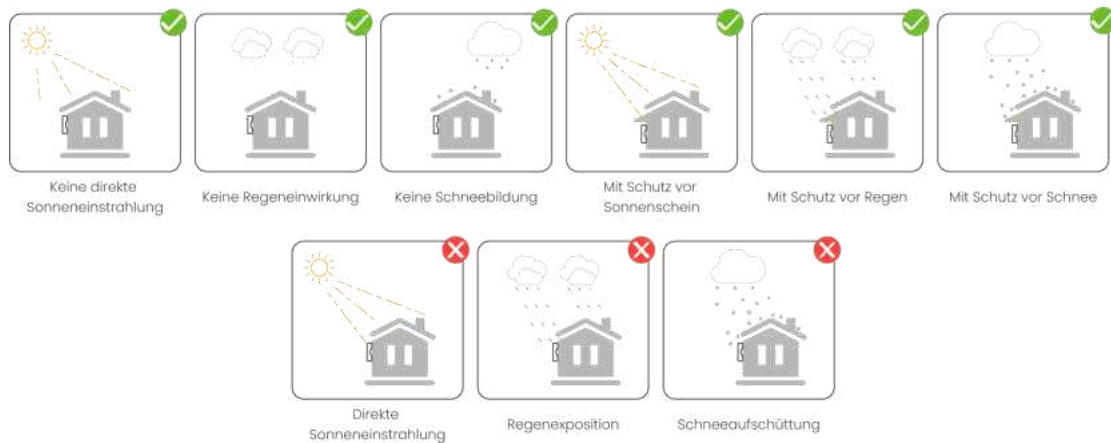 Keine direkte
Sonneneinstrahlung
Keine Regeneinwirkung
Keine Schneebildung
Mit Schutz vor
Sonnenschein
Mit Schutz vor Regen
Mit Schutz vor Schnee
Direkte
Sonneneinstrahlung
Regenexposition
Schneeaufschüttung